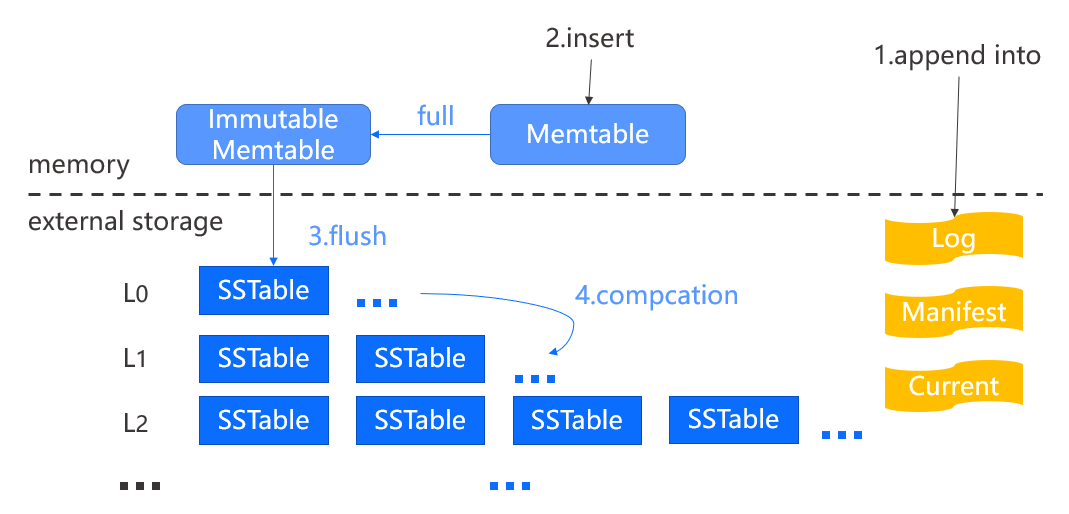 2.insert
1.append into
Immutable
Memtable
full
Memtable
memory
external storage
3.flush
Log
L0
SSTable
4.compcation
Manifest
L1
SSTable
SSTable
Current
L2
SSTable
SSTable
SSTable
SSTable